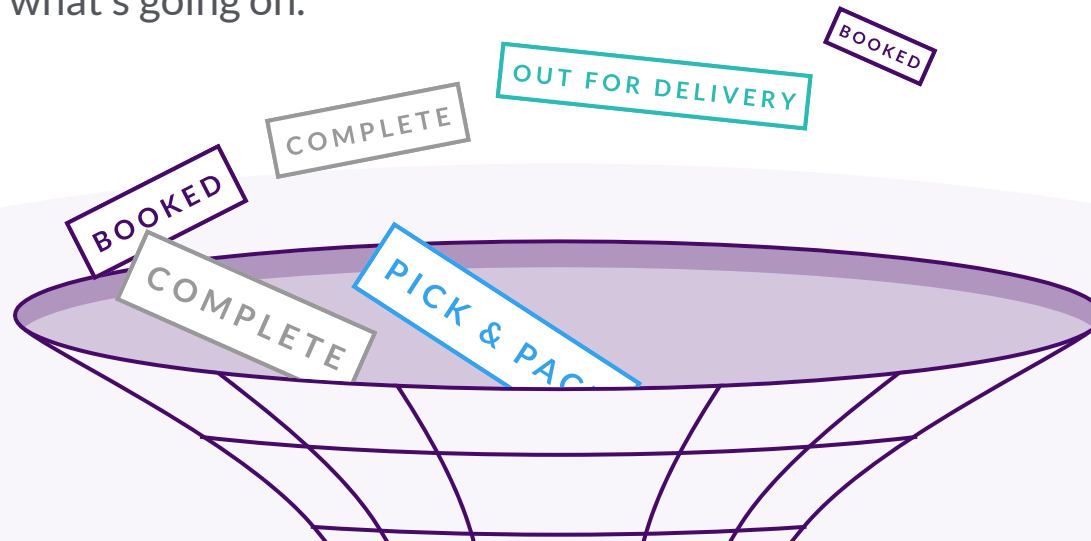 what's going on.
BOOKED
OUT FOR DELIVERY
COMPLETE
BOOKED
COMPLETE
PICK & PAC